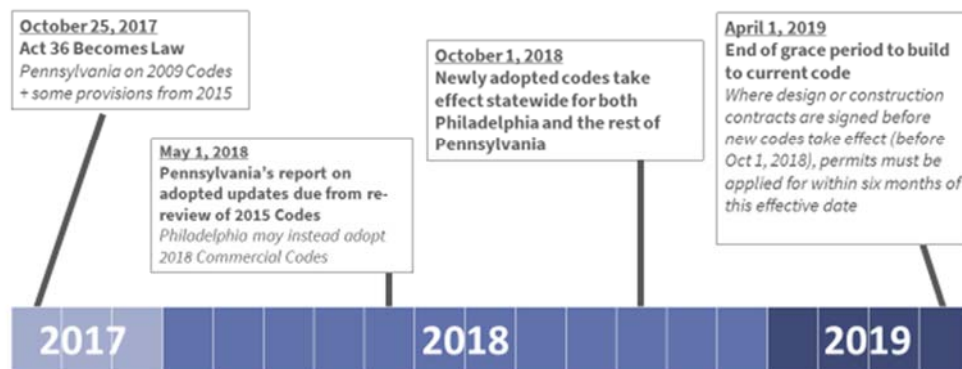 October 25, 2017
Act 36 Becomes Law
Pennsylvania on 2009 Codes
+ some provisions from 2015
May 1, 2018
Pennsylvania's report on
adopted updates due from re-
review of 2015 Codes
Philadelphia may instead adopt
2018 Commercial Codes
October 1, 2018
Newly adopted codes take
effect statewide for both
Philadelphia and the rest of
Pennsylvania
April 1, 2019
End of grace period to build
to current code
Where design or construction
contracts are signed before
new codes take effect (before
Oct 1, 2018), permits must be
applied for within six months of
this effective date
2017
2018
2019